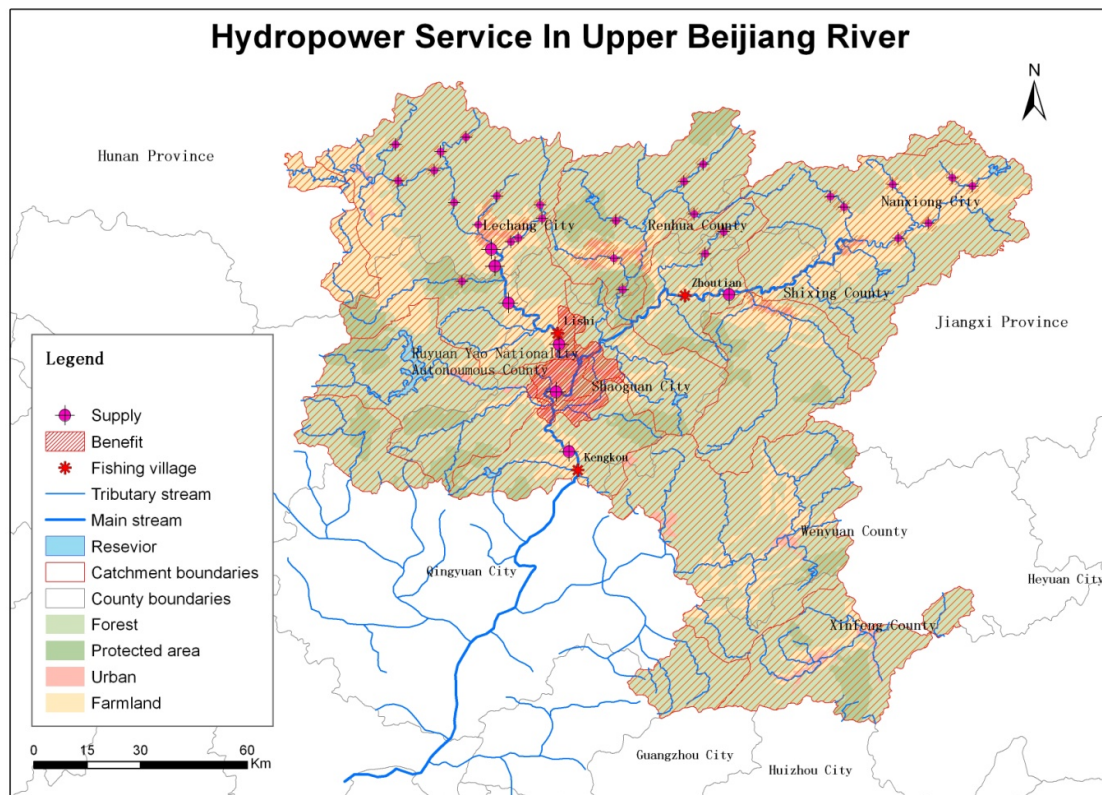 Hydropower Service In Upper Beijiang River
N
Hunan Province
Nanxiong City
Lechang City
Renhua County
Zhoutian
Shixing County
Jiangxi Province
Lishi
Ruyuan Yao Nationality
Autonoumous County
Shaoguan City
Kengkou
Wenyuan County
Qingyuan City
Heyuan City
Xinfeng County
Guangzhou City
Huizhou City
Legend
Supply
Benefit
Fishing village
Tributary stream
Main stream
Resevior
Catchment boundaries
County boundaries
Forest
Protected area
Urban
Farmland
0 15 30 60
Km